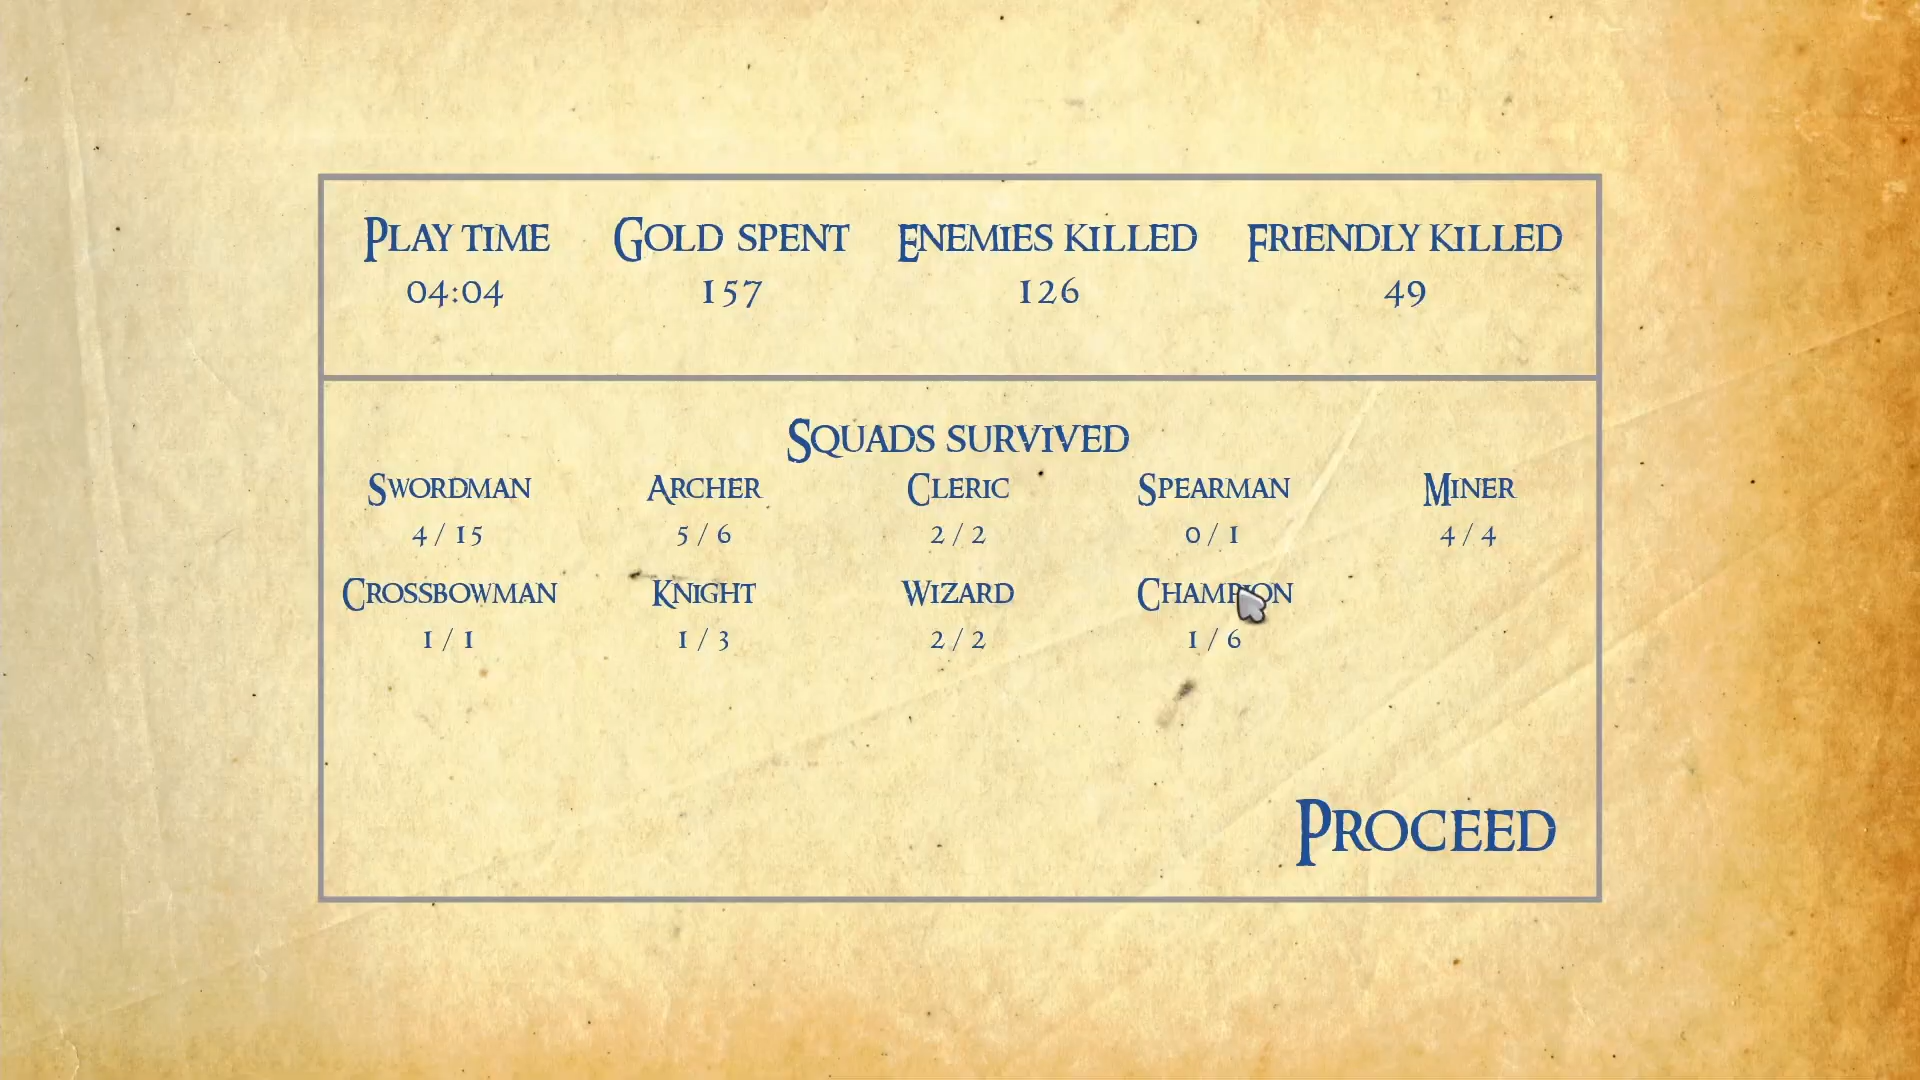 Play time Gold spent Enemies killed Friendly killed
04:04 157 126 49
Squads survived
Swordman Archer Cleric Spearman Miner
4 / 15 5 / 6 2 / 2 0 / 1 4 / 4
Crossbowman Knight Wizard Champion
1 / 1 1 / 3 2 / 2 1 / 6
Proceed